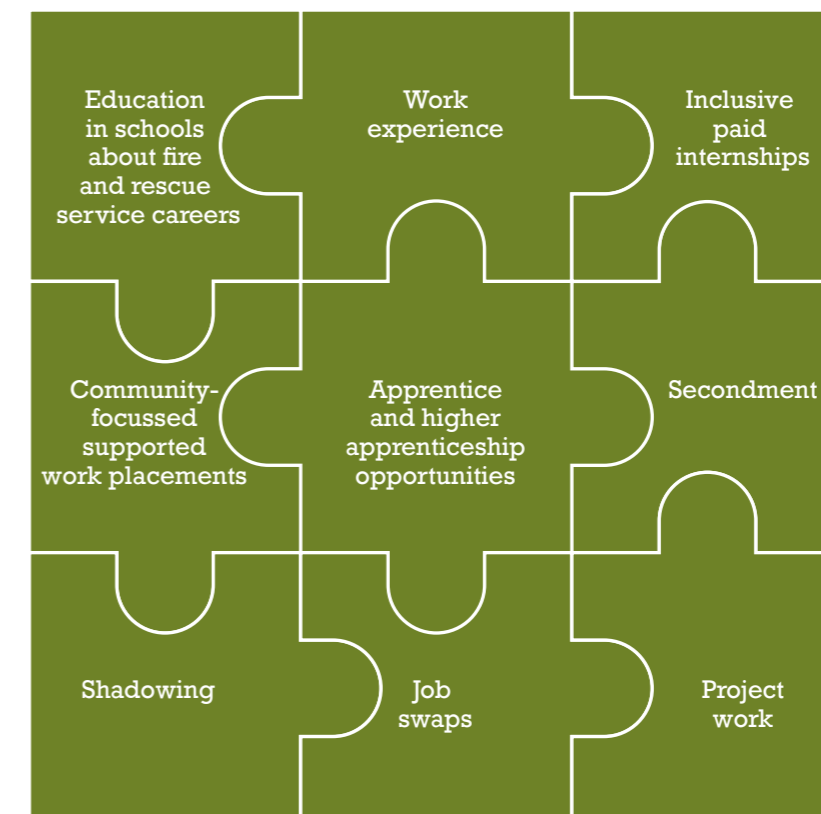 Education
in schools
about fire
and rescue
service careers
Work
experience
Inclusive
paid
internships
Community-
focussed
supported
work placements
Apprentice
and higher
apprenticeship
opportunities
Secondment
Shadowing
Job
swaps
Project
work